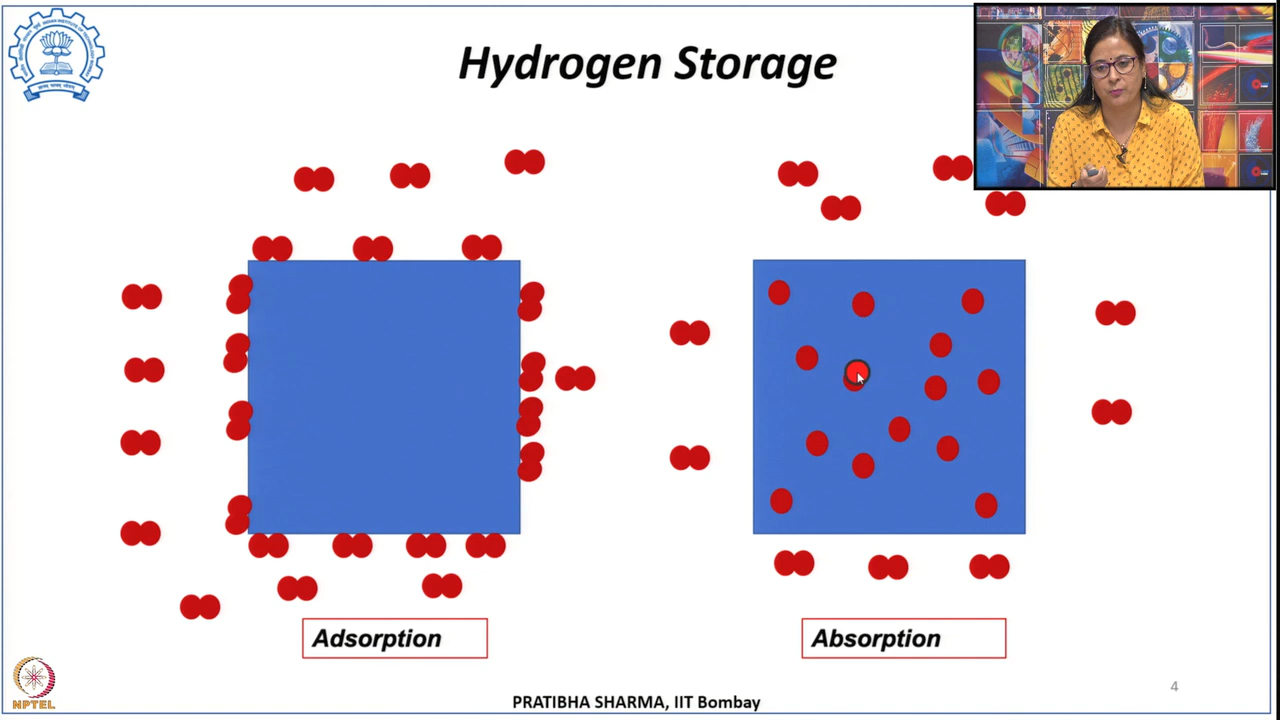 Hydrogen Storage
Adsorption
Absorption
4
NPTEL
PRATIBHA SHARMA, IIT Bombay